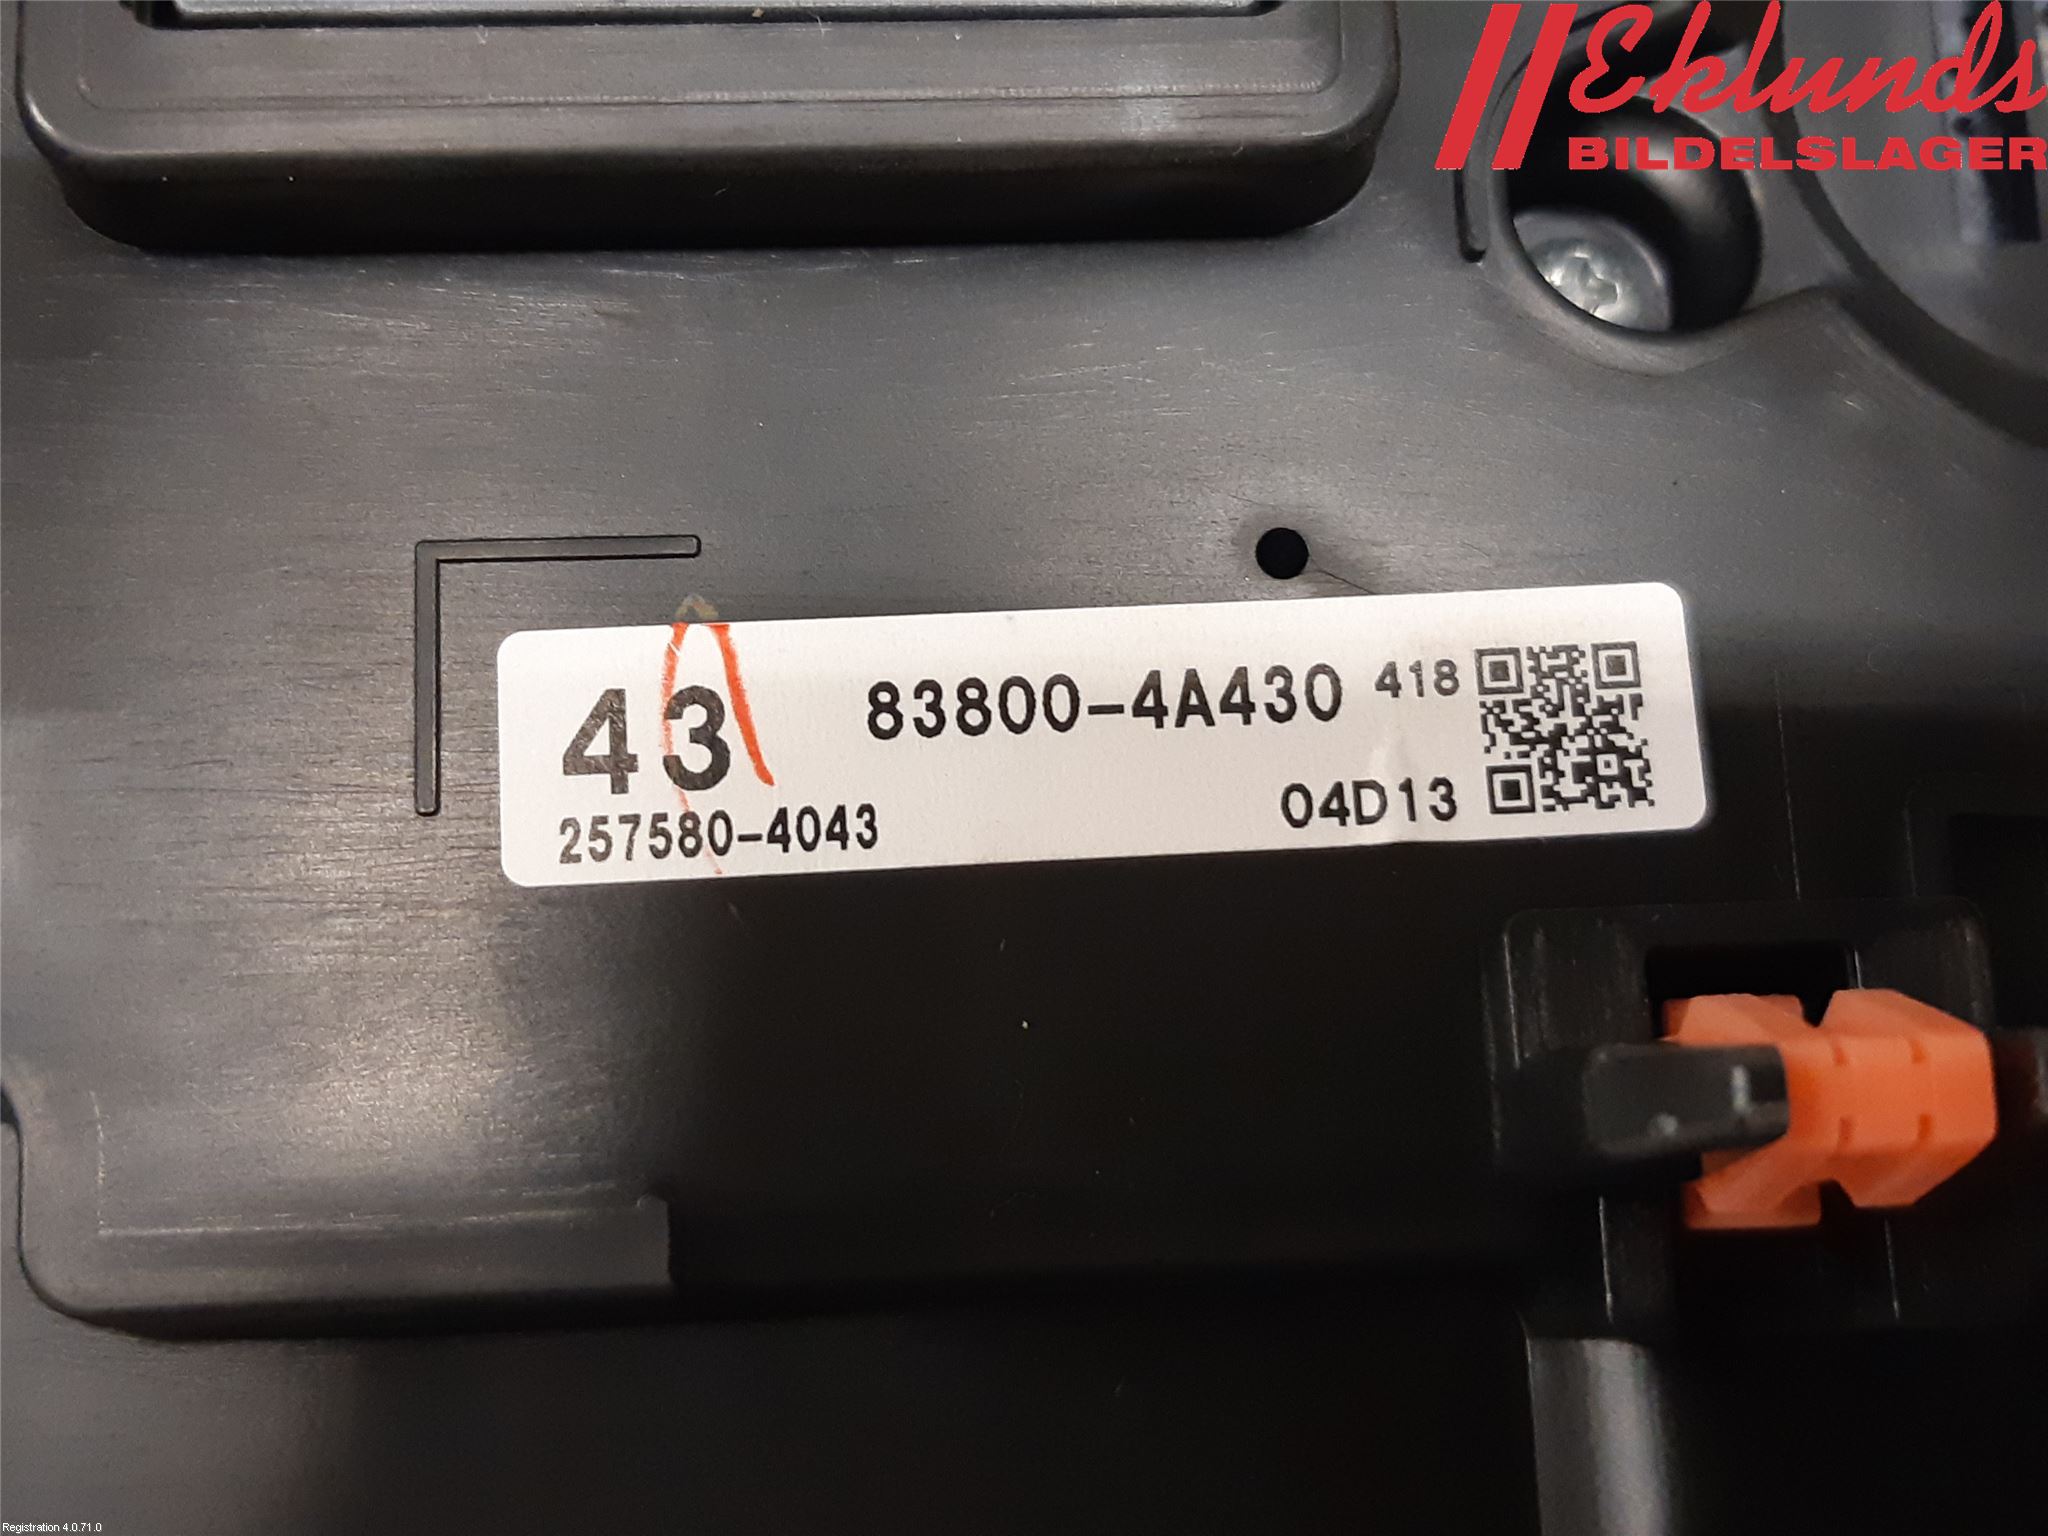 Eklunds
BILDELSLAGER
43 83800-4A430 418
257580-4043 04D13
Registration 4.0.71.0